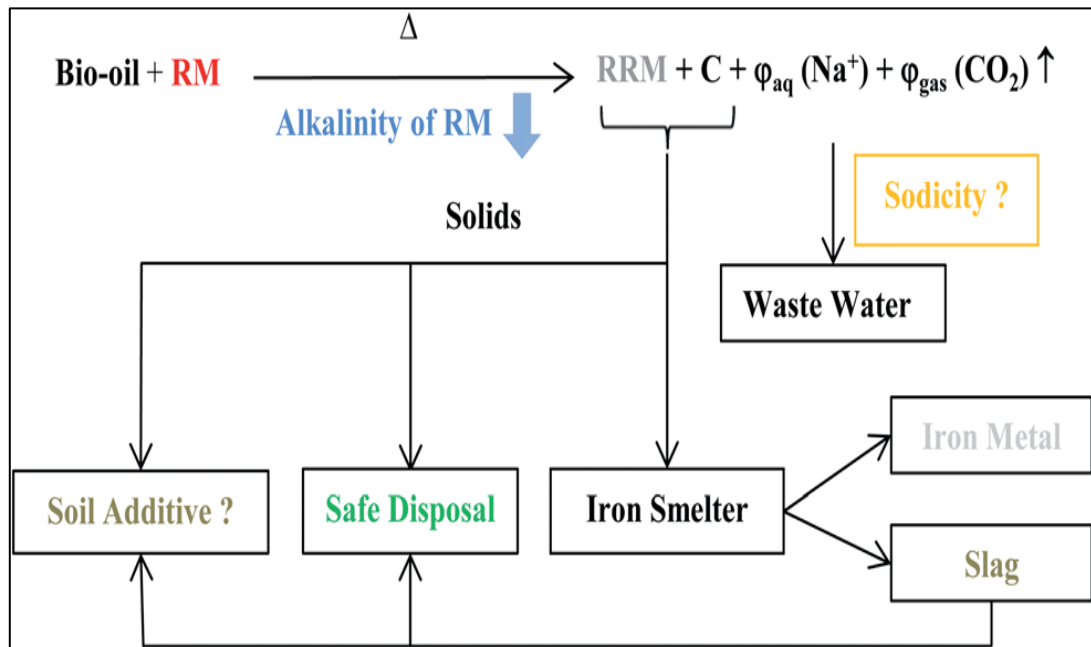 Δ
Bio-oil + RM RRM + C + φaq (Na⁺) + φgas (CO₂) ↑
Alkalinity of RM
Sodicity ?
Solids
Waste Water
Iron Metal
Soil Additive ?
Safe Disposal
Iron Smelter
Slag